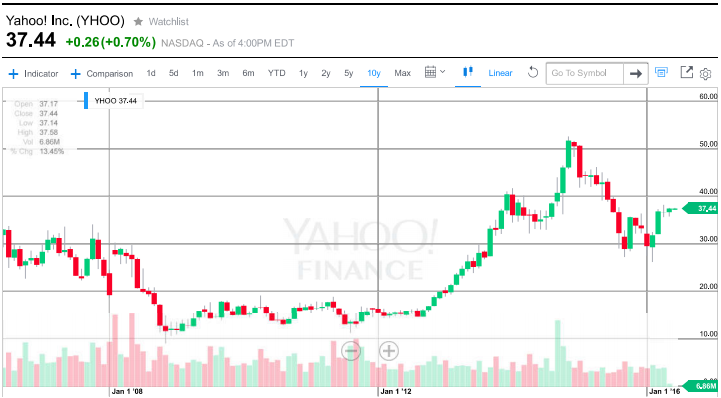 Yahoo! Inc. (YHOO) ★ Watchlist
37.44 +0.26(+0.70%) NASDAQ - As of 4:00PM EDT
+ Indicator + Comparison 1d 5d 1m 3m 6m YTD 1y 2y 5y 10y Max Linear Go To Symbol
YHOO 37.44
Open 37.17
Close 37.44
Low 37.14
High 37.58
Vol 6.86M
% Chg 13.45%
60.00
50.00
40.00
37.44
30.00
20.00
10.00
YAHOO!
FINANCE
6.86M
Jan 1 '08 Jan 1 '12 Jan 1 '16